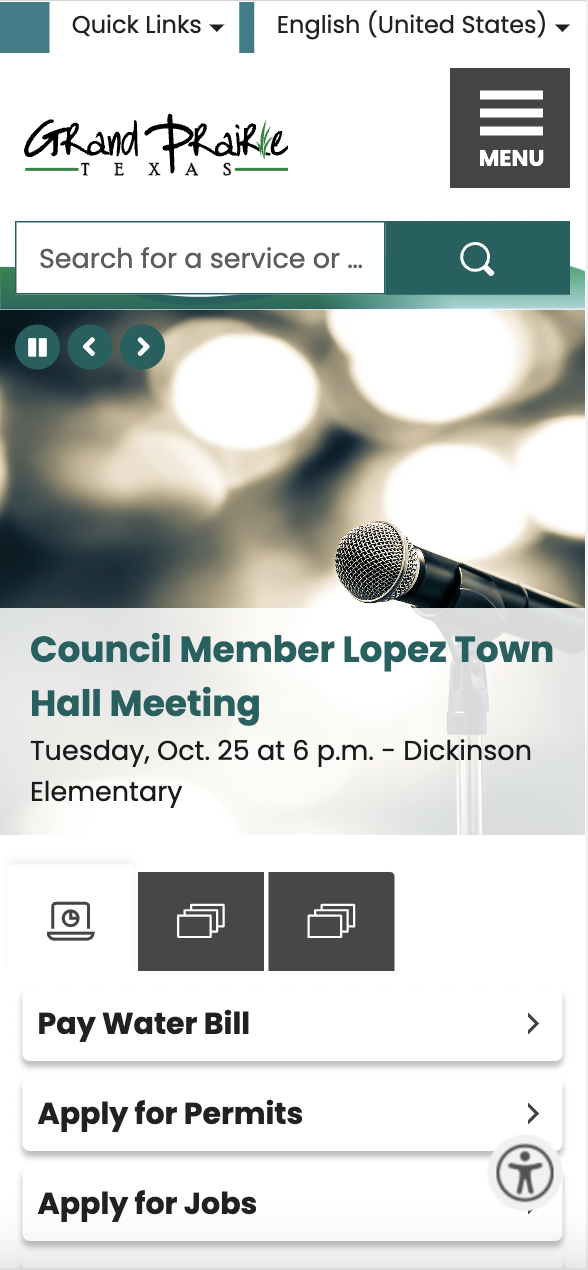 Quick Links
English (United States)
Grand Prairie
TEXAS
MENU
Search for a service or ...
Council Member Lopez Town
Hall Meeting
Tuesday, Oct. 25 at 6 p.m. - Dickinson
Elementary
Pay Water Bill
Apply for Permits
Apply for Jobs